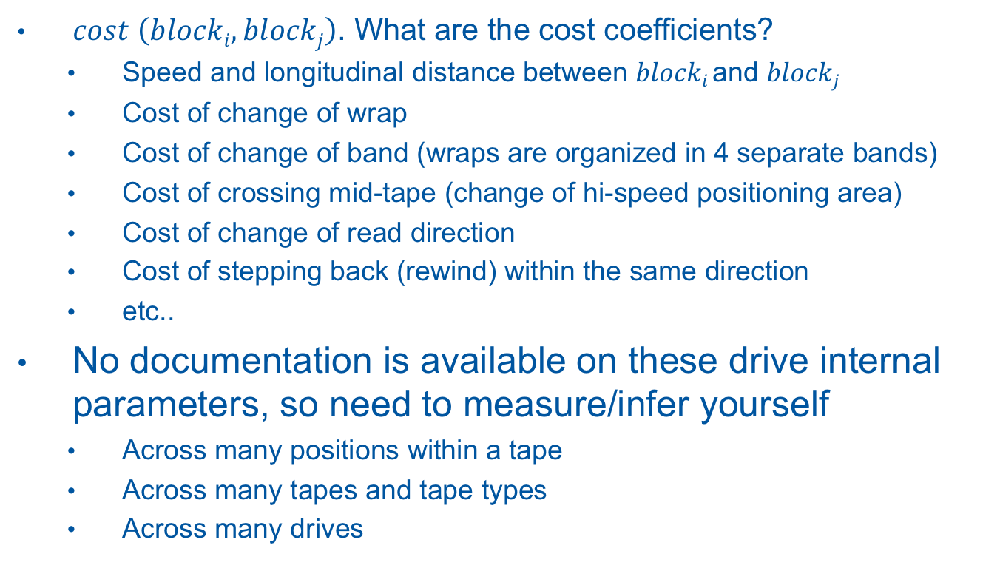 • cost (block_i, block_j). What are the cost coefficients?
• Speed and longitudinal distance between block_i and block_j
• Cost of change of wrap
• Cost of change of band (wraps are organized in 4 separate bands)
• Cost of crossing mid-tape (change of hi-speed positioning area)
• Cost of change of read direction
• Cost of stepping back (rewind) within the same direction
• etc..
• No documentation is available on these drive internal
parameters, so need to measure/infer yourself
• Across many positions within a tape
• Across many tapes and tape types
• Across many drives